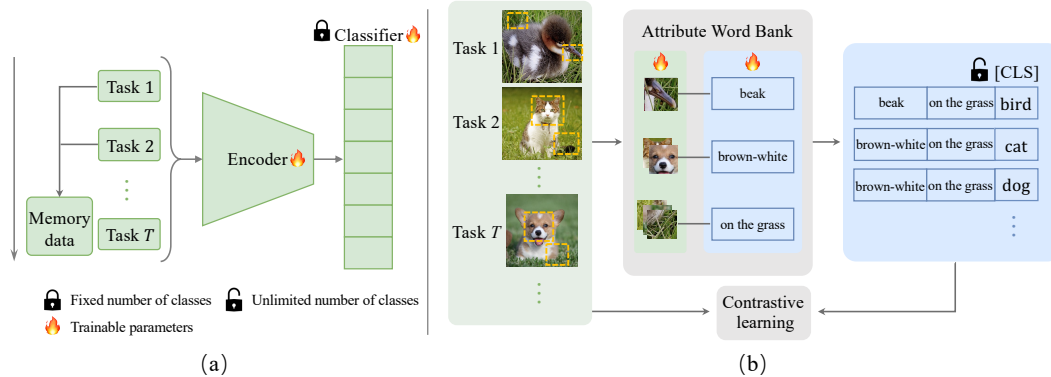 Classifier
Task 1
Task 2
Memory
data
Task T
Encoder
Fixed number of classes
Unlimited number of classes
Trainable parameters
(a)
Task 1
Task 2
Task T
Attribute Word Bank
beak
brown-white
on the grass
[CLS]
beak on the grass bird
brown-white on the grass cat
brown-white on the grass dog
Contrastive
learning
(b)